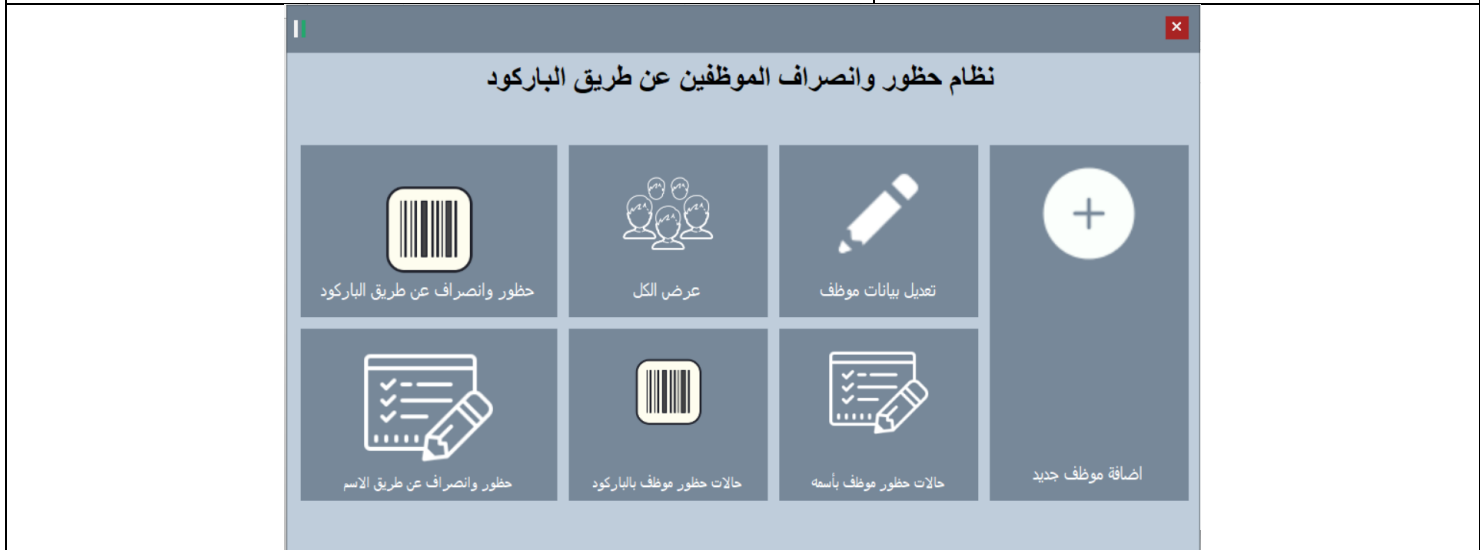 نظام حظور وانصراف الموظفين عن طريق الباركود
اضافة موظف جديد
تعديل بيانات موظف
عرض الكل
حظور وانصراف عن طريق الباركود
حالات حظور موظف بأسمه
حالات حظور موظف بالباركود
حظور وانصراف عن طريق الاسم